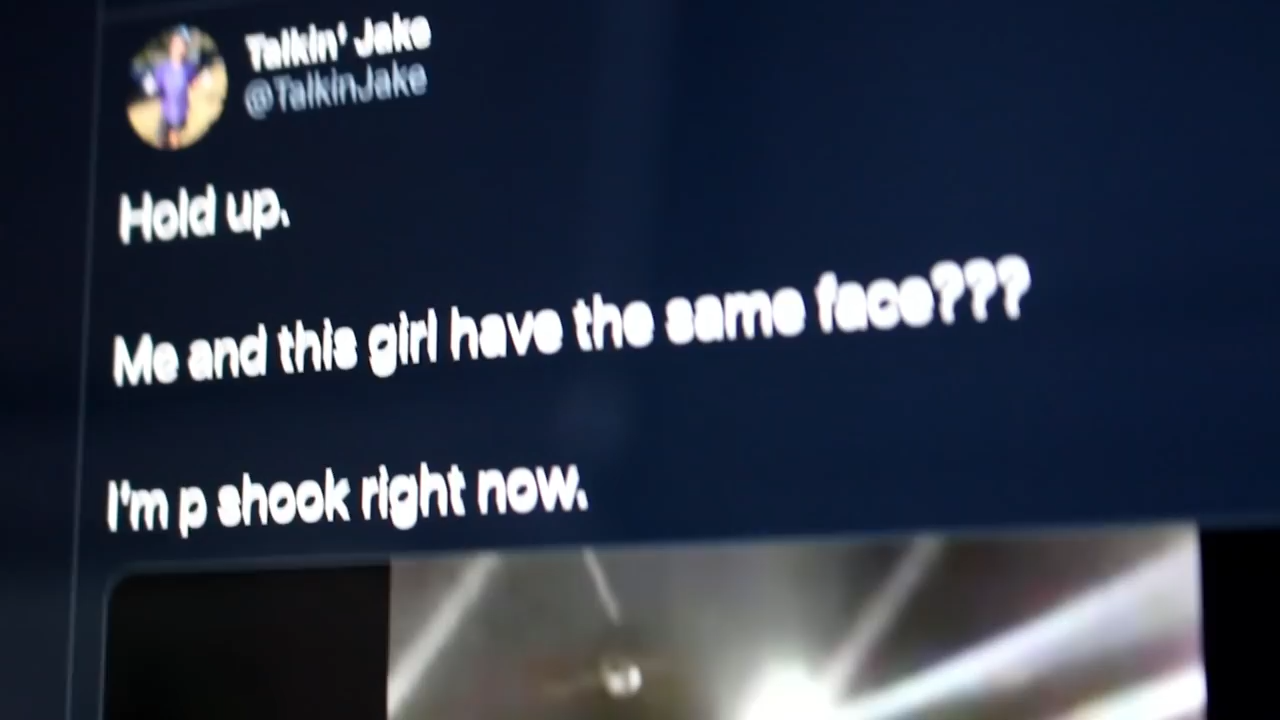 Talkin' Jake
@TalkinJake
Hold up.
Me and this girl have the same face???
I'm p shook right now.